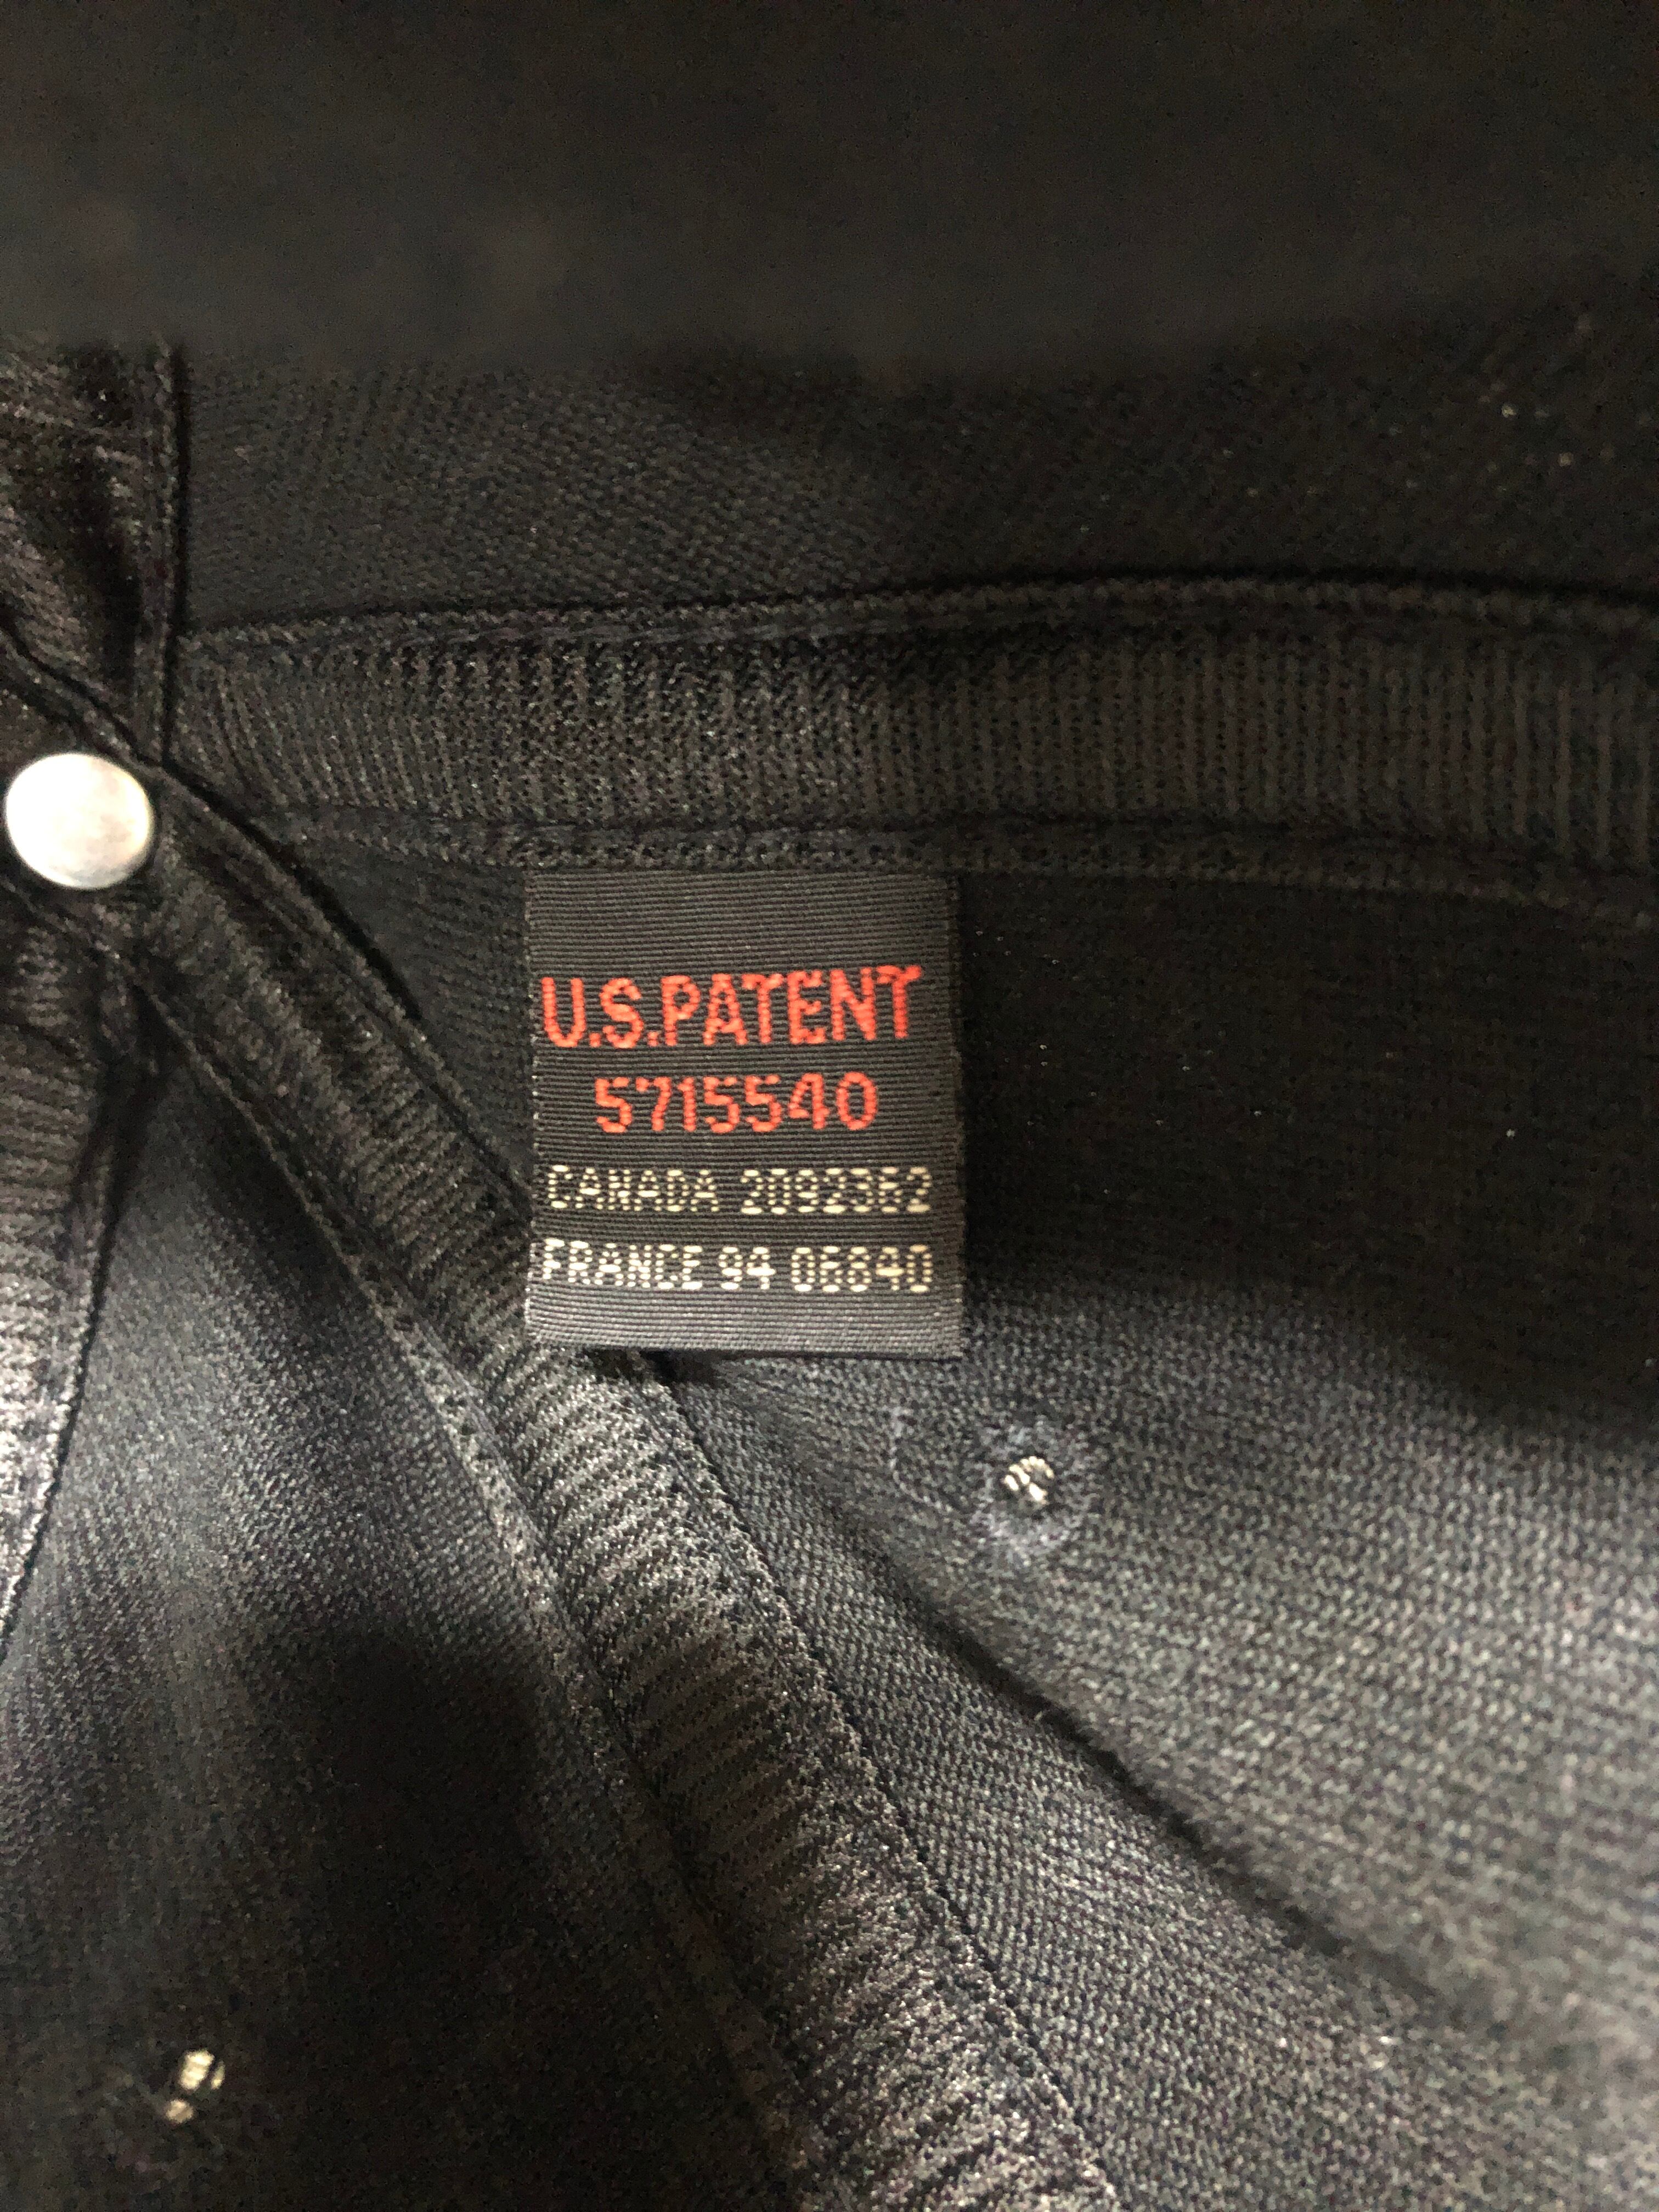 U.S.PATENT
5715540
CANADA 2092362
FRANCE 94 06840